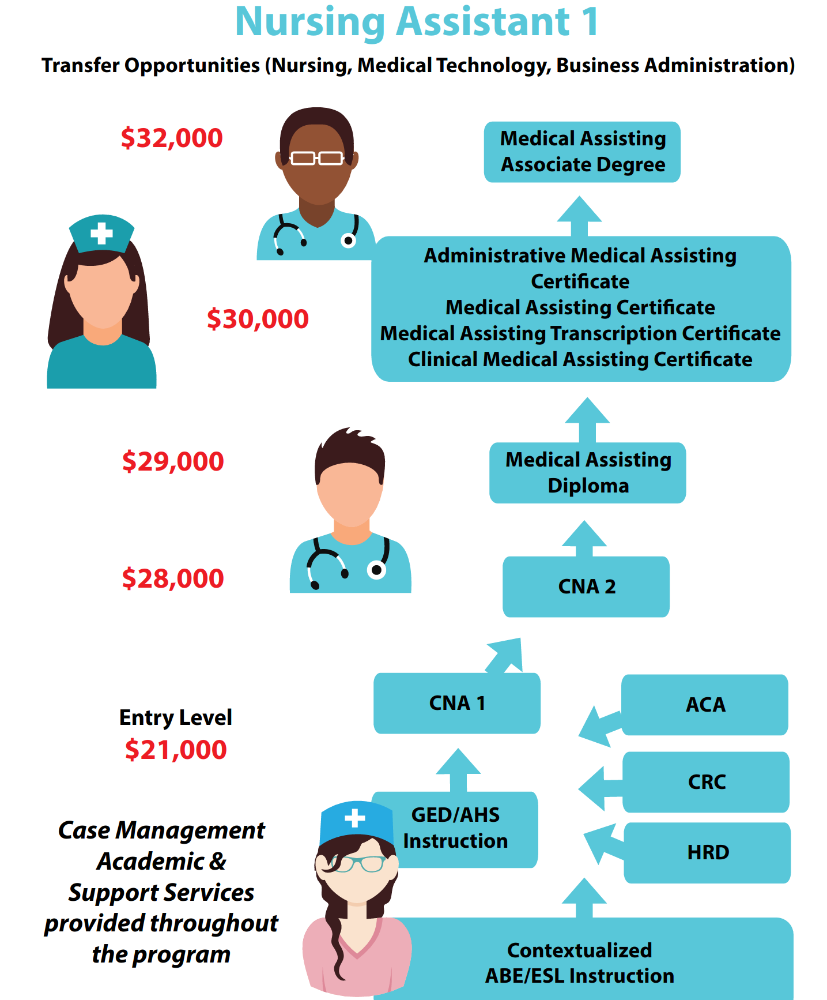 Nursing Assistant 1
Transfer Opportunities (Nursing, Medical Technology, Business Administration)
$32,000
Medical Assisting
Associate Degree
Administrative Medical Assisting
Certificate
Medical Assisting Certificate
Medical Assisting Transcription Certificate
Clinical Medical Assisting Certificate
$30,000
$29,000
Medical Assisting
Diploma
$28,000
CNA 2
CNA 1
ACA
Entry Level
$21,000
CRC
GED/AHS
Instruction
HRD
Case Management
Academic &
Support Services
provided throughout
the program
Contextualized
ABE/ESL Instruction